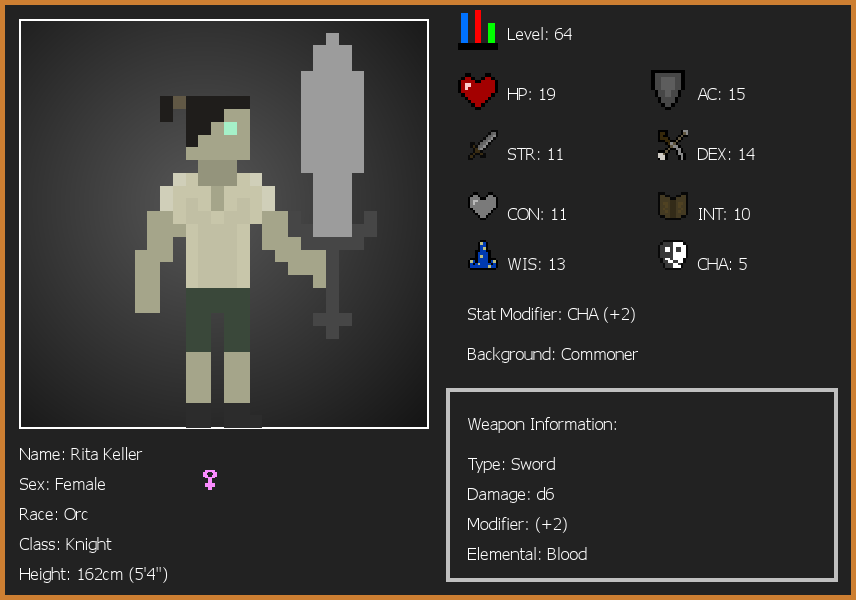 Level: 64
HP: 19
AC: 15
STR: 11
DEX: 14
CON: 11
INT: 10
WIS: 13
CHA: 5
Stat Modifier: CHA (+2)
Background: Commoner
Weapon Information:
Type: Sword
Damage: d6
Modifier: (+2)
Elemental: Blood
Name: Rita Keller
Sex: Female
Race: Orc
Class: Knight
Height: 162cm (5'4")